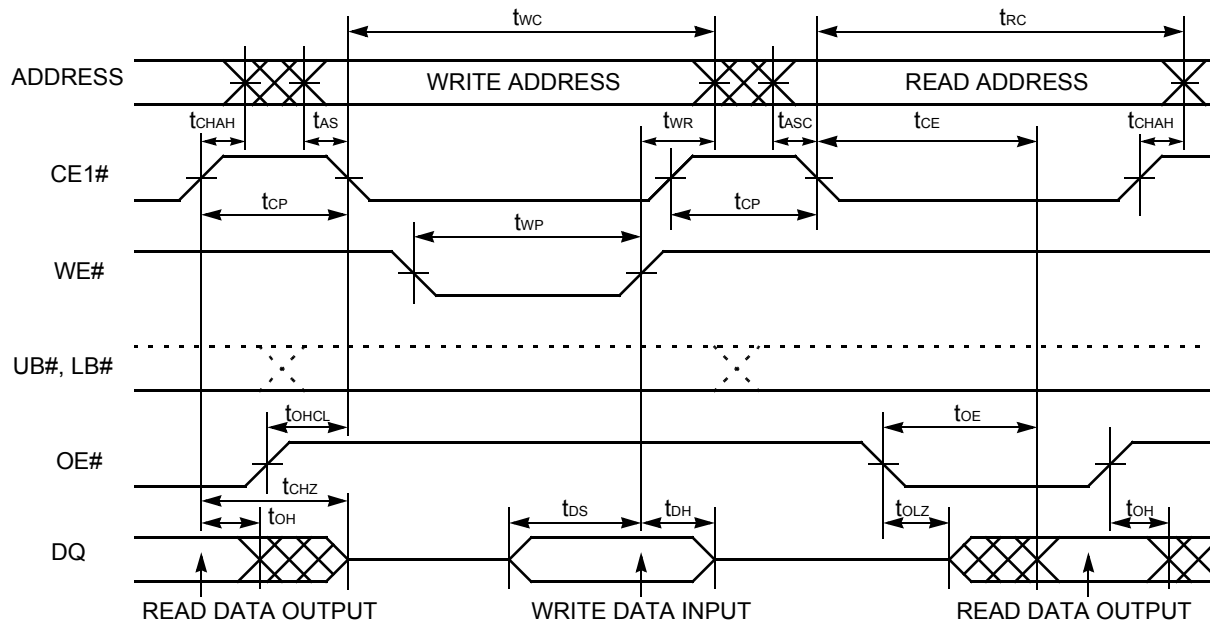 tWC tRC
ADDRESS WRITE ADDRESS READ ADDRESS
tCHAH tAS tWR tASC tCE tCHAH
CE1#
tCP tWP tCP
WE#
UB#, LB#
tOHCL tOE
OE#
tCHZ
tOH tDS tDH tOLZ tOH
DQ
READ DATA OUTPUT WRITE DATA INPUT READ DATA OUTPUT